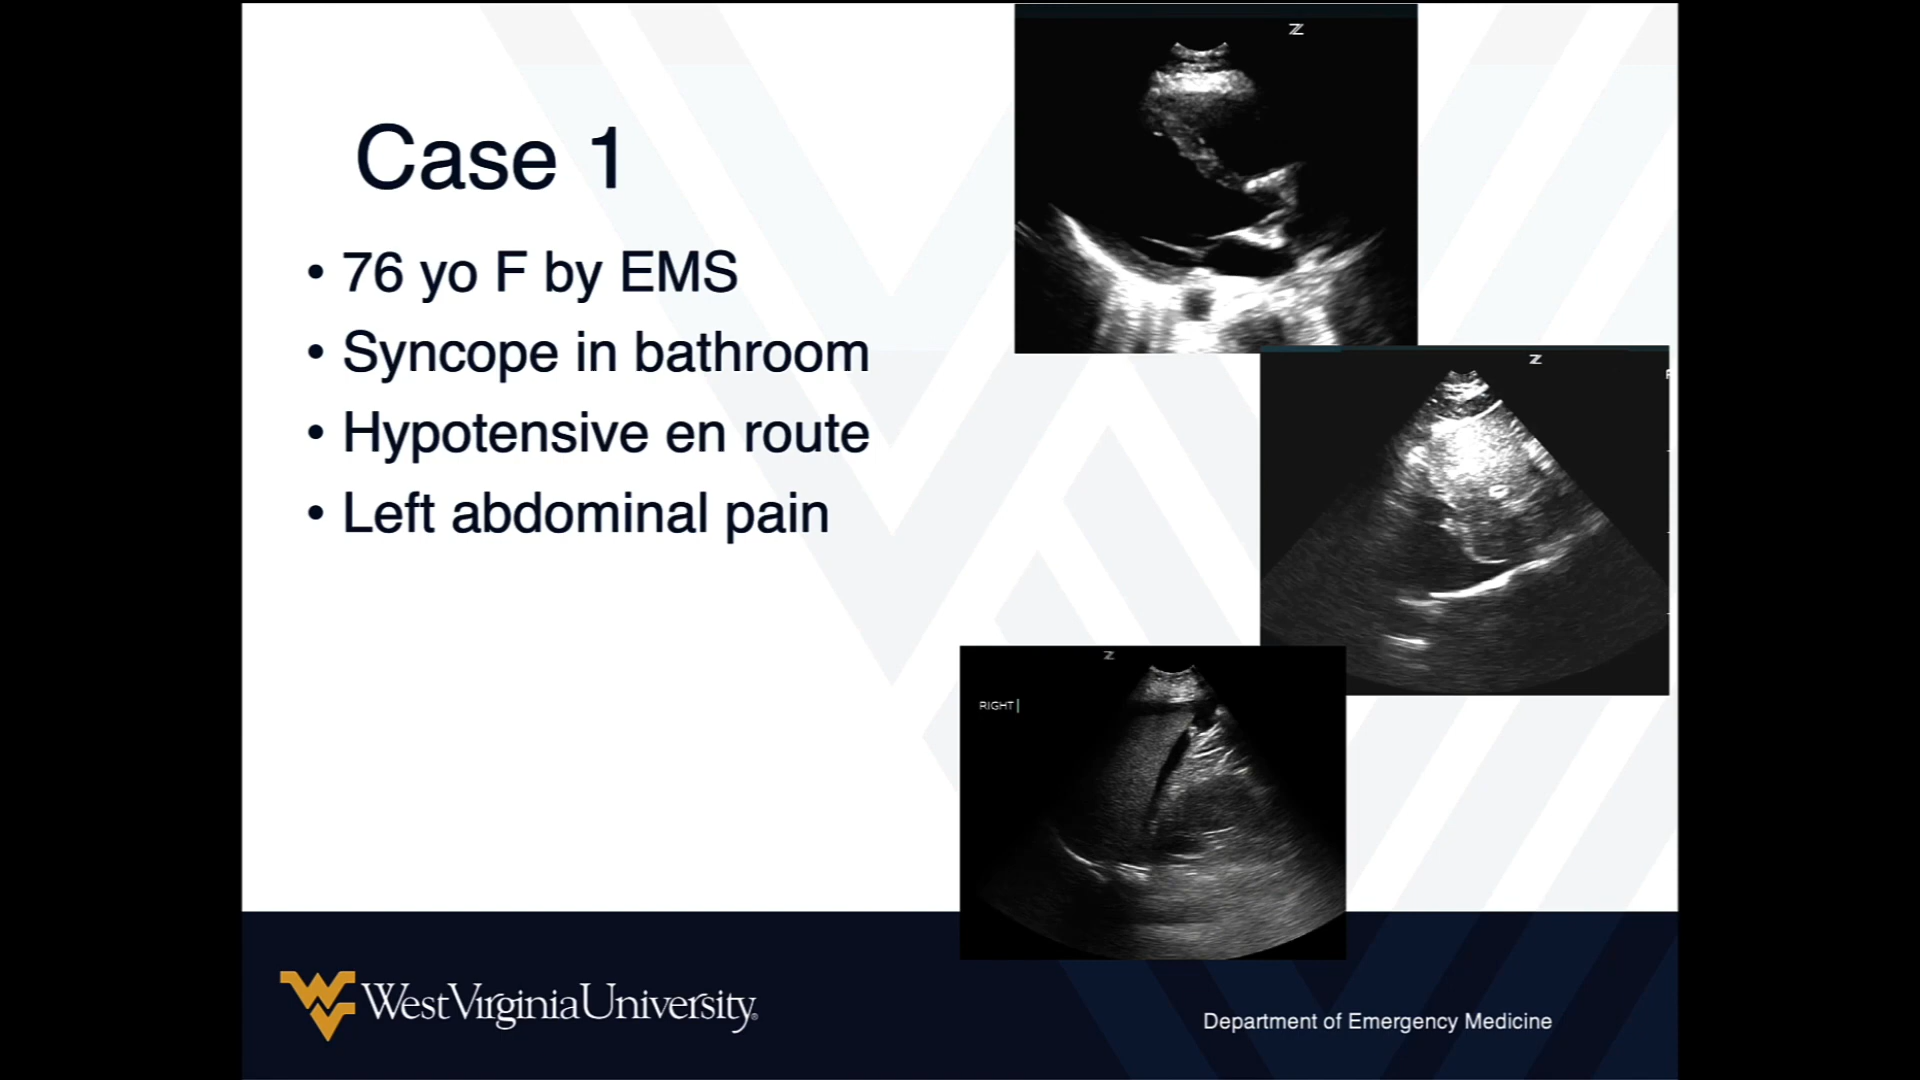 Case 1
• 76 yo F by EMS
• Syncope in bathroom
• Hypotensive en route
• Left abdominal pain
Z
Z
Z
RIGHT
WestVirginiaUniversity®
Department of Emergency Medicine